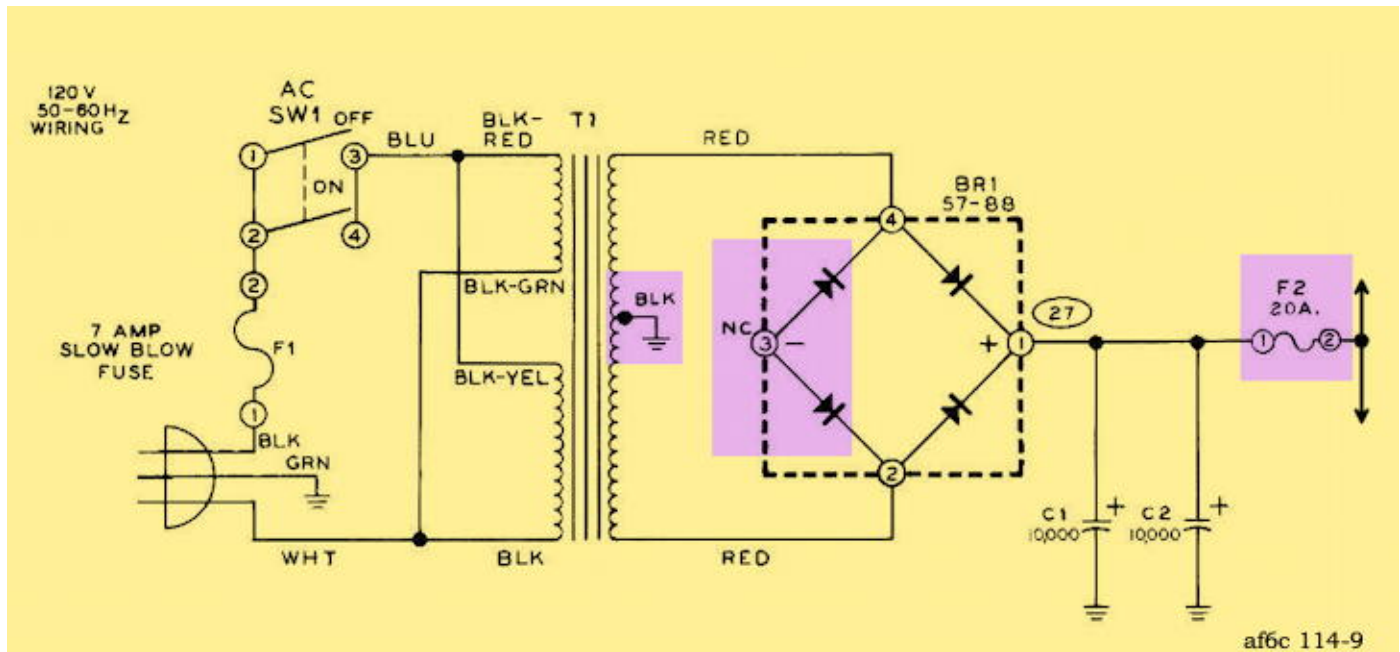 120 V
50-60Hz
WIRING
AC
SW1
OFF
ON
1
3
2
4
BLU
BLK-
RED
T1
RED
BR1
57-88
4
BLK-GRN
BLK
NC
3
-
+
1
27
F2
20A.
1
2
2
7 AMP
SLOW BLOW
FUSE
F1
BLK-YEL
1
BLK
GRN
2
C1
10,000
+
C2
10,000
+
WHT
BLK
RED
af6c 114-9